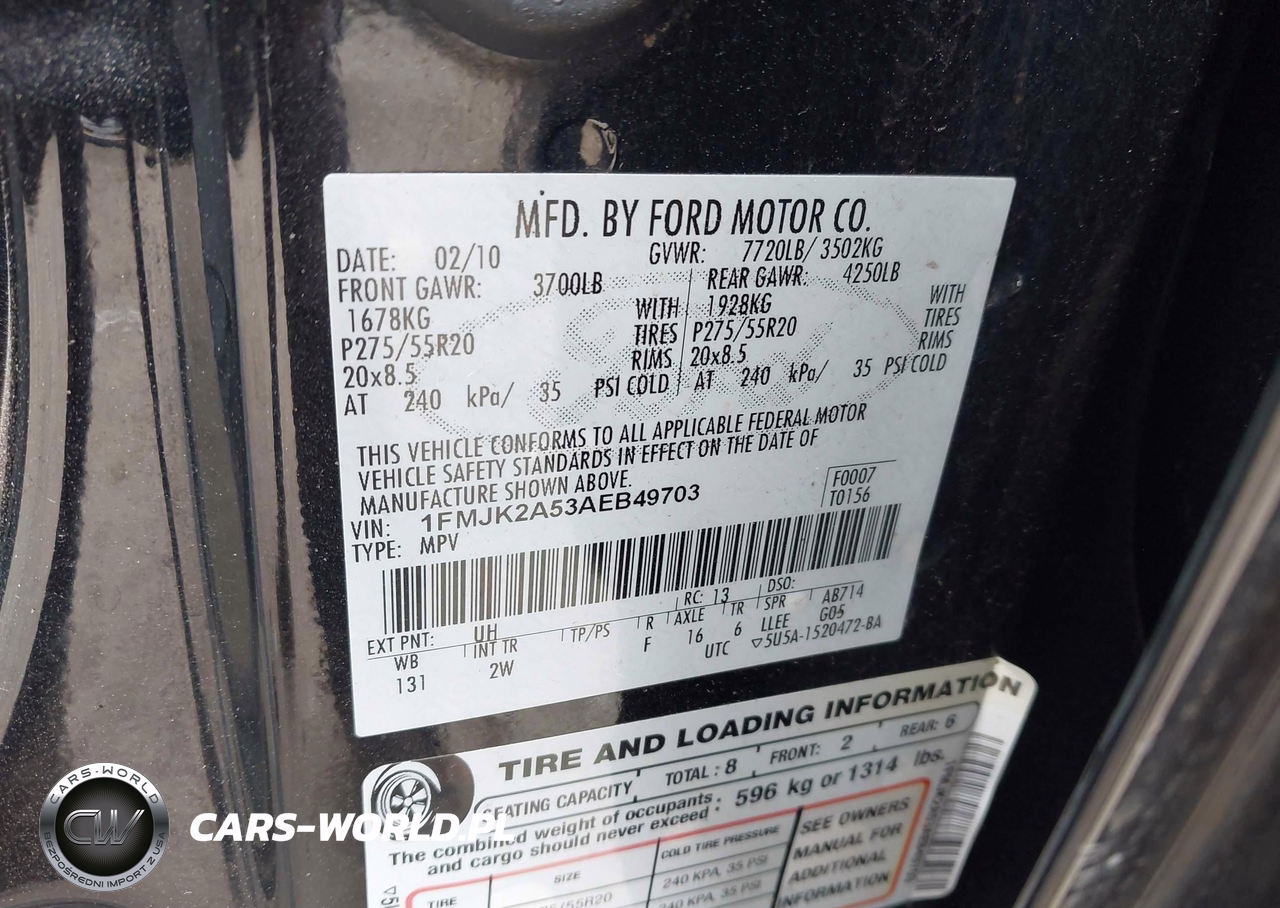 MFD. BY FORD MOTOR CO.
DATE: 02/10 GVWR: 7720LB/ 3502KG
FRONT GAWR: 3700LB REAR GAWR: 4250LB
1678KG WITH 1928KG WITH
P275/55R20 TIRES P275/55R20 TIRES
20x8.5 RIMS 20x8.5 RIMS
AT 240 kPa/ 35 PSI COLD AT 240 kPa/ 35 PSI COLD
THIS VEHICLE CONFORMS TO ALL APPLICABLE FEDERAL MOTOR
VEHICLE SAFETY STANDARDS IN EFFECT ON THE DATE OF
MANUFACTURE SHOWN ABOVE.
F0007
VIN: 1FMJK2A53AEB49703 T0156
TYPE: MPV
RC: 13 DSO:
EXT PNT: UH AB714
WB INT TR TP/PS R AXLE TR SPR G05
131 2W F 16 6 LLEE
UTC ▽5U5A-1520472-BA
TIRE AND LOADING INFORMATION
SEATING CAPACITY TOTAL: 8 FRONT: 2 REAR: 6
The combined weight of occupants and cargo should never exceed: 596 kg or 1314 lbs.
TIRE SIZE COLD TIRE PRESSURE
240 KPA, 35 PSI
240 KPA, 35 PSI
SEE OWNERS
MANUAL FOR
ADDITIONAL
INFORMATION
CARS-WORLD
CW
BEZPOŚREDNI IMPORT Z USA
CARS-WORLD.PL